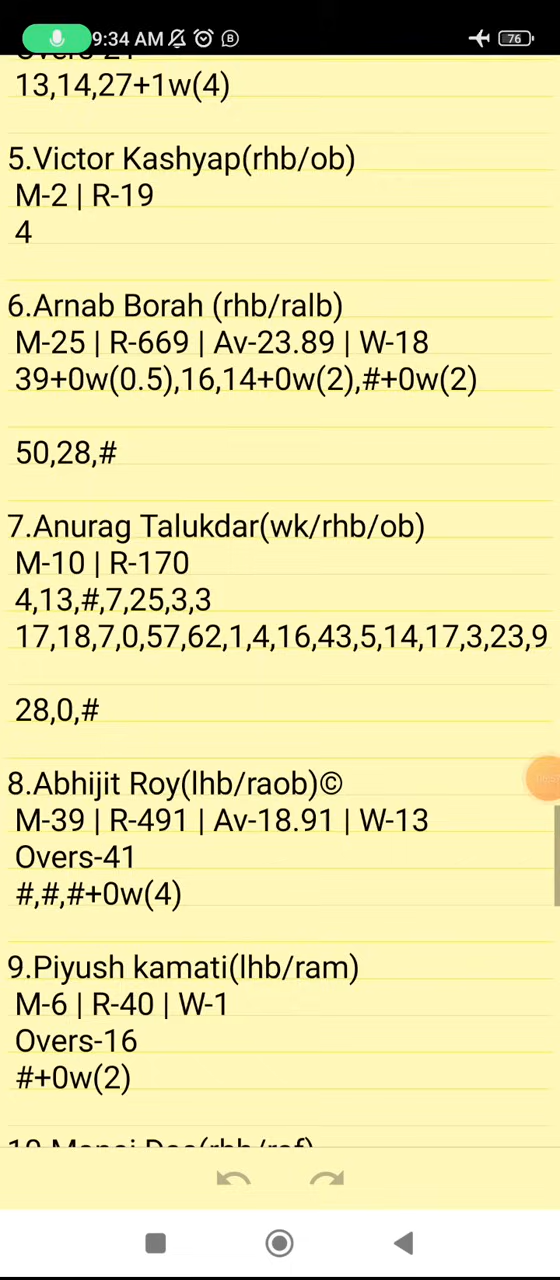 9:34 AM
76
13,14,27+1w(4)
5.Victor Kashyap(rhb/ob)
M-2 | R-19
4
6.Arnab Borah (rhb/ralb)
M-25 | R-669 | Av-23.89 | W-18
39+0w(0.5),16,14+0w(2),#+0w(2)
50,28,#
7.Anurag Talukdar(wk/rhb/ob)
M-10 | R-170
4,13,#,7,25,3,3
17,18,7,0,57,62,1,4,16,43,5,14,17,3,23,9
28,0,#
8.Abhijit Roy(lhb/raob)©
M-39 | R-491 | Av-18.91 | W-13
Overs-41
#,#,#+0w(4)
9.Piyush kamati(lhb/ram)
M-6 | R-40 | W-1
Overs-16
#+0w(2)